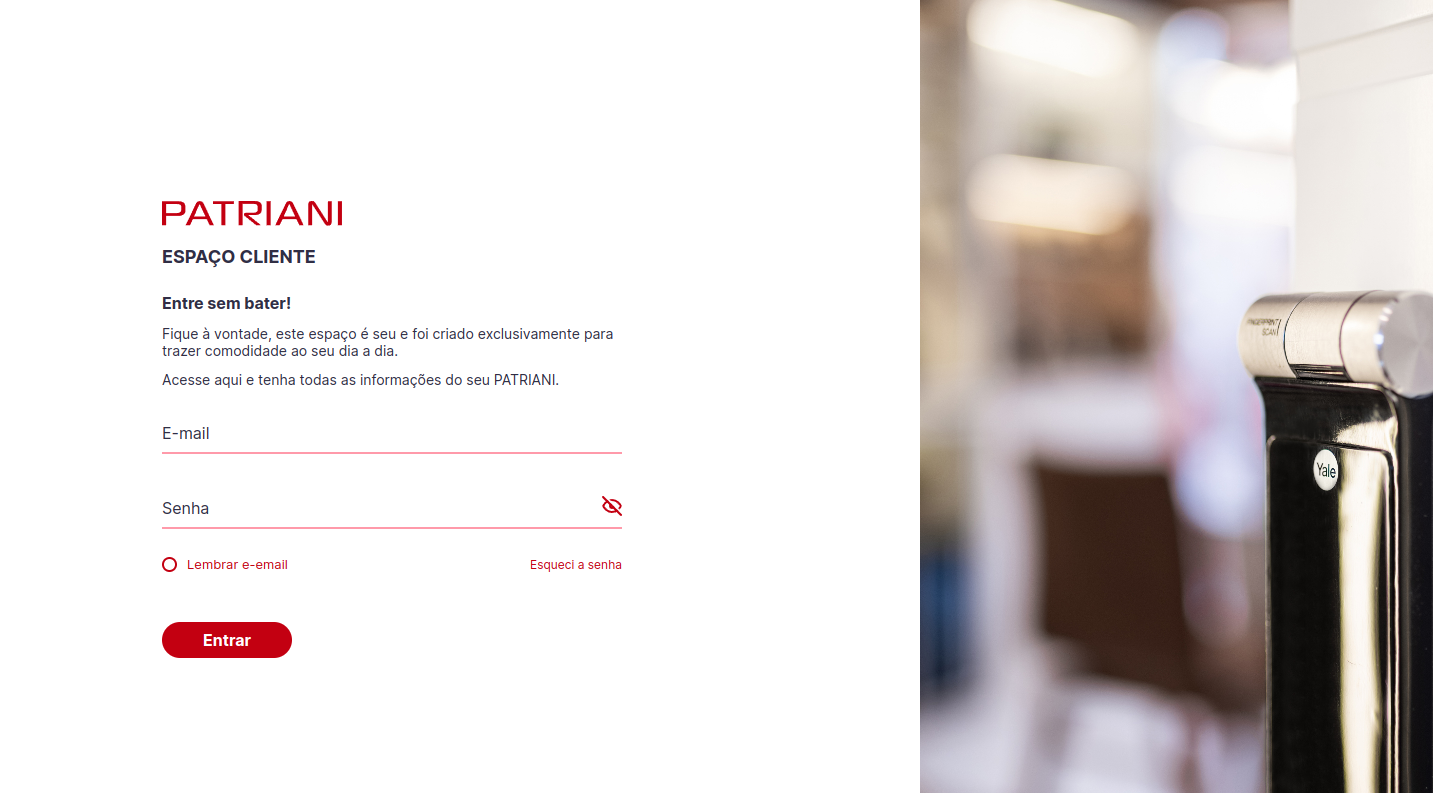 PATRIANI
ESPAÇO CLIENTE
Entre sem bater!
Fique à vontade, este espaço é seu e foi criado exclusivamente para
trazer comodidade ao seu dia a dia.
Acesse aqui e tenha todas as informações do seu PATRIANI.
E-mail
Senha
Lembrar e-email
Esqueci a senha
Entrar
FINGERPRINT
SCAN
Yale